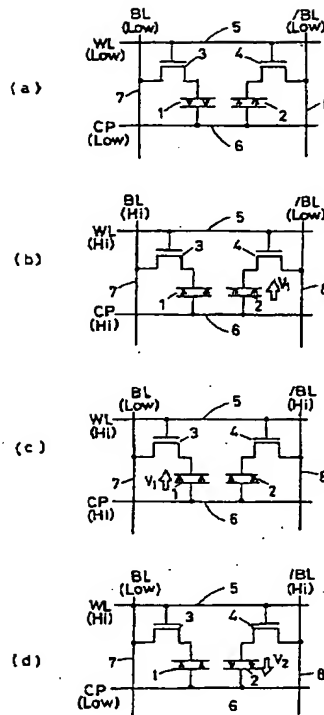 BL (Low)
/BL (Low)
WL (Low)
5
3
4
(a)
7
1
2
CP (Low)
6
BL (Hi)
/BL (Low)
WL (Hi)
5
3
4
(b)
7
8
V1
1
2
CP (Hi)
6
BL (Low)
/BL (Hi)
WL (Hi)
5
3
4
(c)
7
8
V1
1
2
CP (Hi)
6
BL (Low)
/BL (Hi)
WL (Hi)
5
3
4
(d)
7
8
V2
1
2
CP (Low)
6